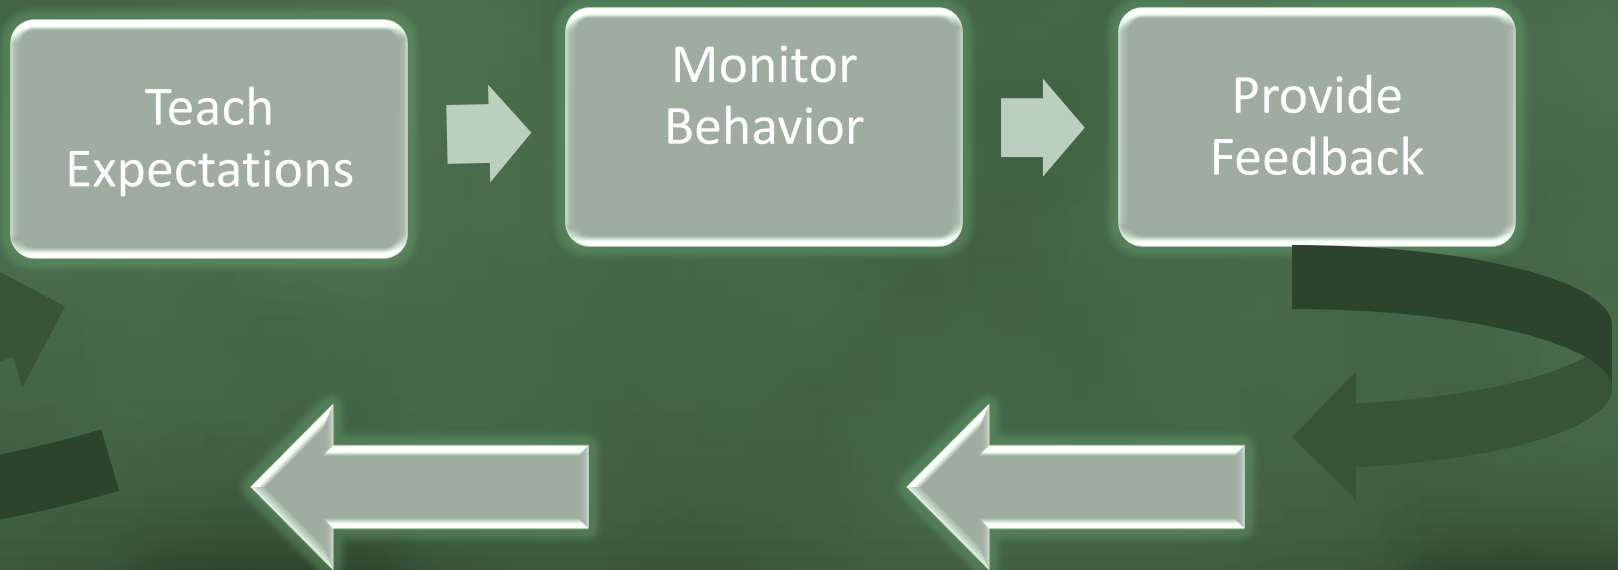 Teach
Expectations
Monitor
Behavior
Provide
Feedback